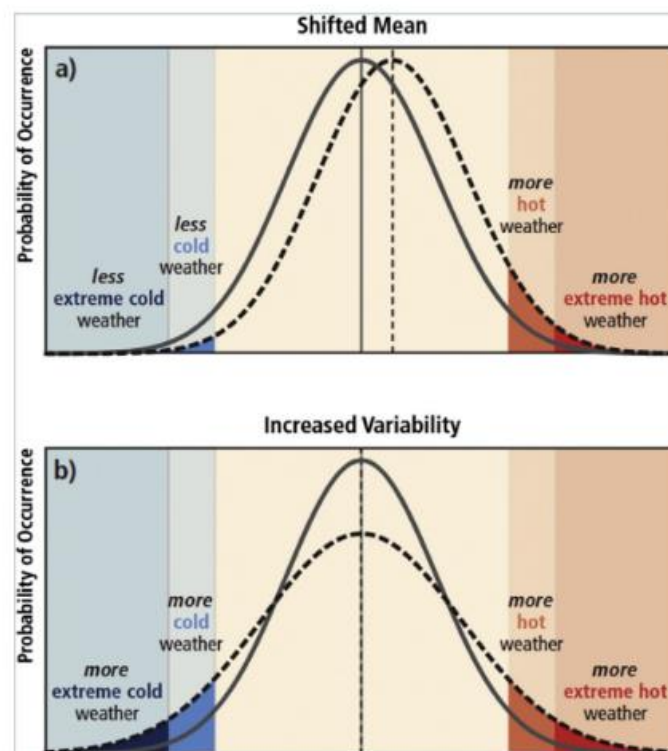 Shifted Mean
a)
Probability of Occurrence
less
extreme cold
weather
less
cold
weather
more
hot
weather
more
extreme hot
weather
Increased Variability
b)
Probability of Occurrence
more
extreme cold
weather
more
cold
weather
more
hot
weather
more
extreme hot
weather